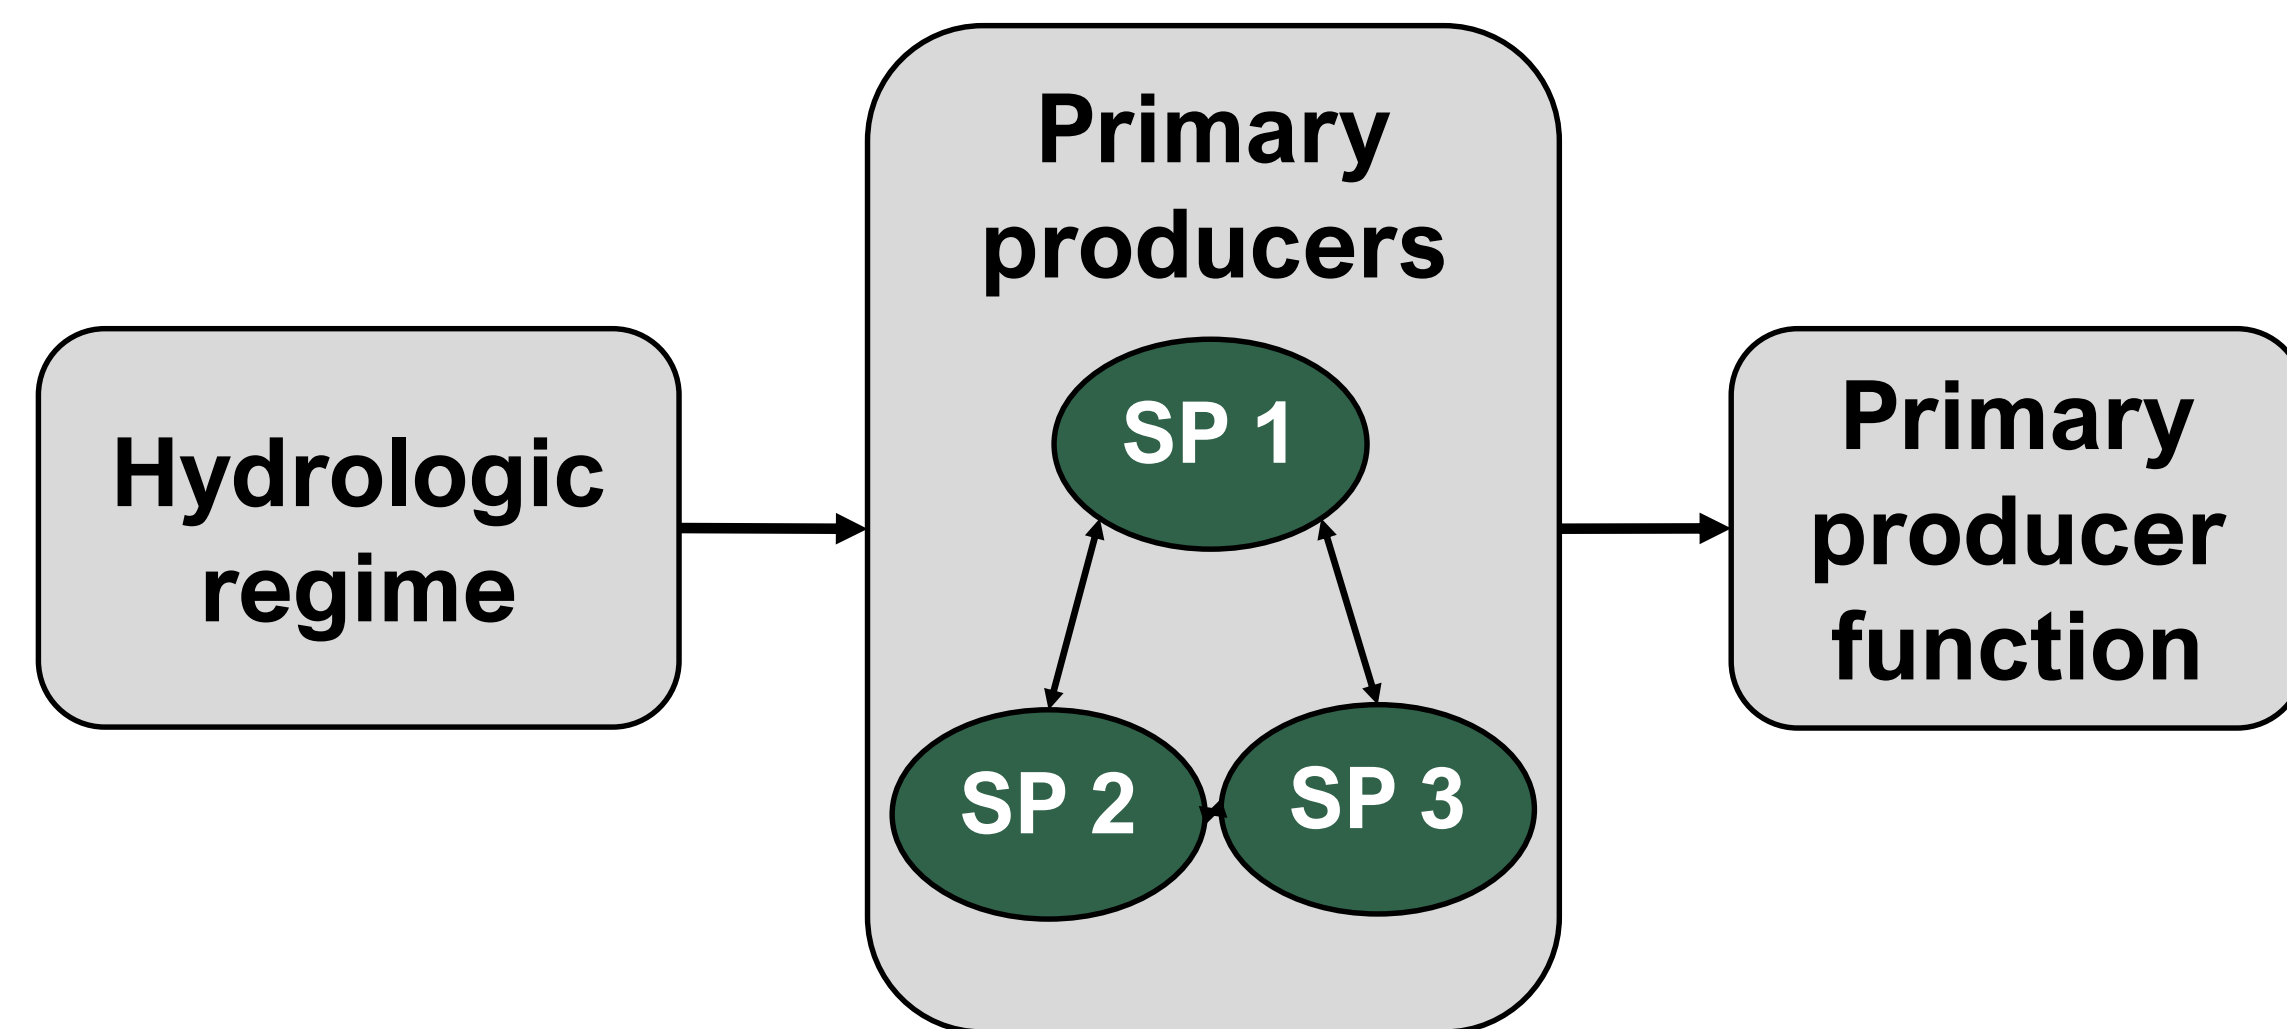 Primary
producers
SP 1
Hydrologic
regime
Primary
producer
function
SP 2
SP 3